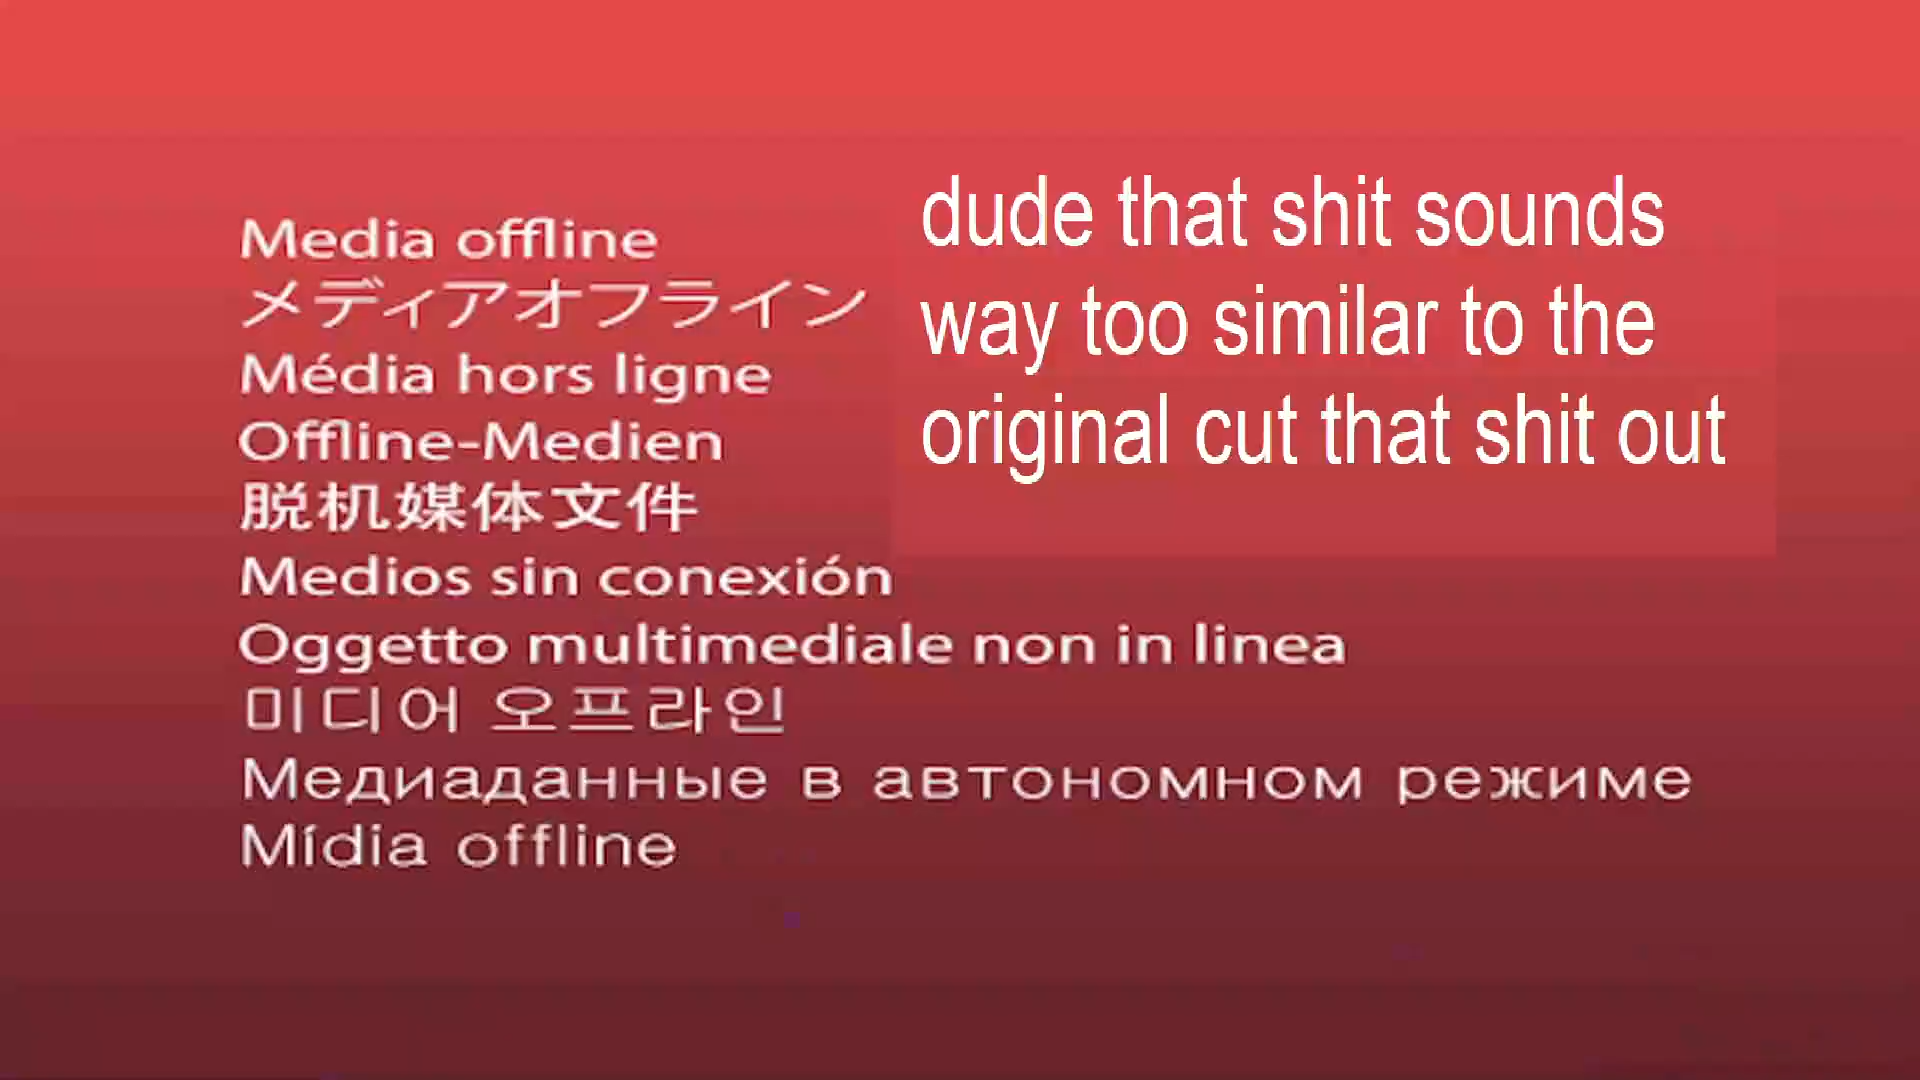 Media offline
メディアオフライン
Média hors ligne
Offline-Medien
脱机媒体文件
Medios sin conexión
Oggetto multimediale non in linea
미디어 오프라인
Медиаданные в автономном режиме
Mídia offline
dude that shit sounds
way too similar to the
original cut that shit out